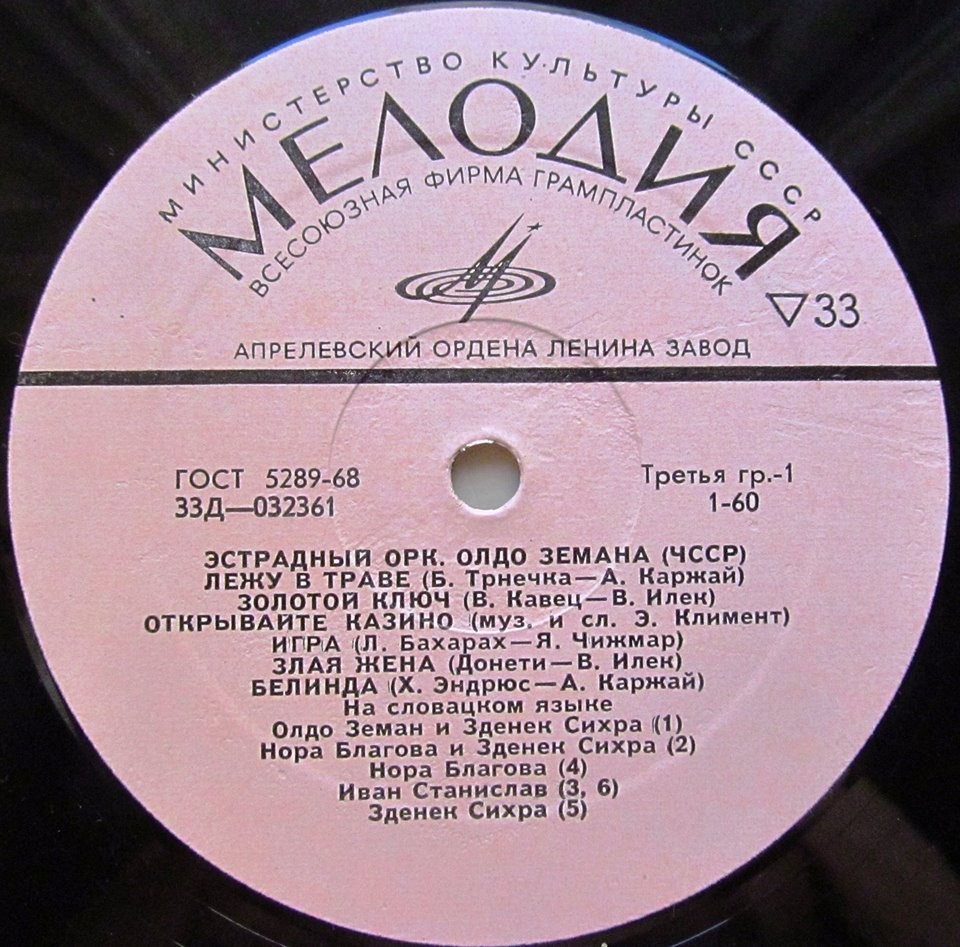 МИНИСТЕРСТВО КУЛЬТУРЫ СССР
МЕЛОДИЯ
ВСЕСОЮЗНАЯ ФИРМА ГРАМПЛАСТИНОК
▽33
АПРЕЛЕВСКИЙ ОРДЕНА ЛЕНИНА ЗАВОД
ГОСТ 5289-68
Третья гр.-1
33Д—032361
1-60
ЭСТРАДНЫЙ ОРК. ОЛДО ЗЕМАНА (ЧССР)
ЛЕЖУ В ТРАВЕ (Б. Трнечка—А. Каржай)
ЗОЛОТОЙ КЛЮЧ (В. Кавец—В. Илек)
ОТКРЫВАЙТЕ КАЗИНО (муз. и сл. Э. Климент)
ИГРА (Л. Бахарах—Я. Чижмар)
ЗЛАЯ ЖЕНА (Донети—В. Илек)
БЕЛИНДА (Х. Эндрюс—А. Каржай)
На словацком языке
Олдо Земан и Зденек Сихра (1)
Нора Благова и Зденек Сихра (2)
Нора Благова (4)
Иван Станислав (3, 6)
Зденек Сихра (5)